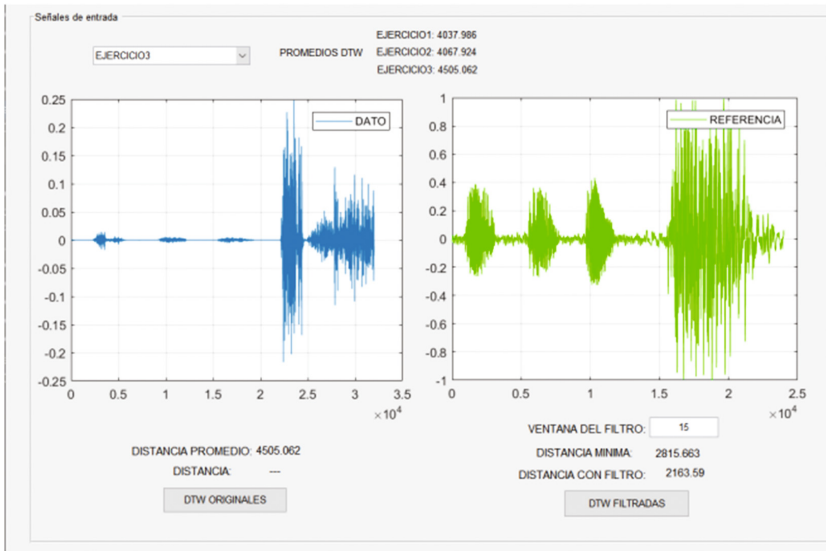 Señales de entrada
EJERCICIO3
PROMEDIOS DTW
EJERCICIO1: 4037.986
EJERCICIO2: 4067.924
EJERCICIO3: 4505.062
DATO
0.25
0.2
0.15
0.1
0.05
0
-0.05
-0.1
-0.15
-0.2
-0.25
0 0.5 1 1.5 2 2.5 3 3.5
×10^4
REFERENCIA
1
0.8
0.6
0.4
0.2
0
-0.2
-0.4
-0.6
-0.8
-1
0 0.5 1 1.5 2 2.5
×10^4
DISTANCIA PROMEDIO: 4505.062
DISTANCIA: ---
DTW ORIGINALES
VENTANA DEL FILTRO: 15
DISTANCIA MINIMA: 2815.663
DISTANCIA CON FILTRO: 2163.59
DTW FILTRADAS